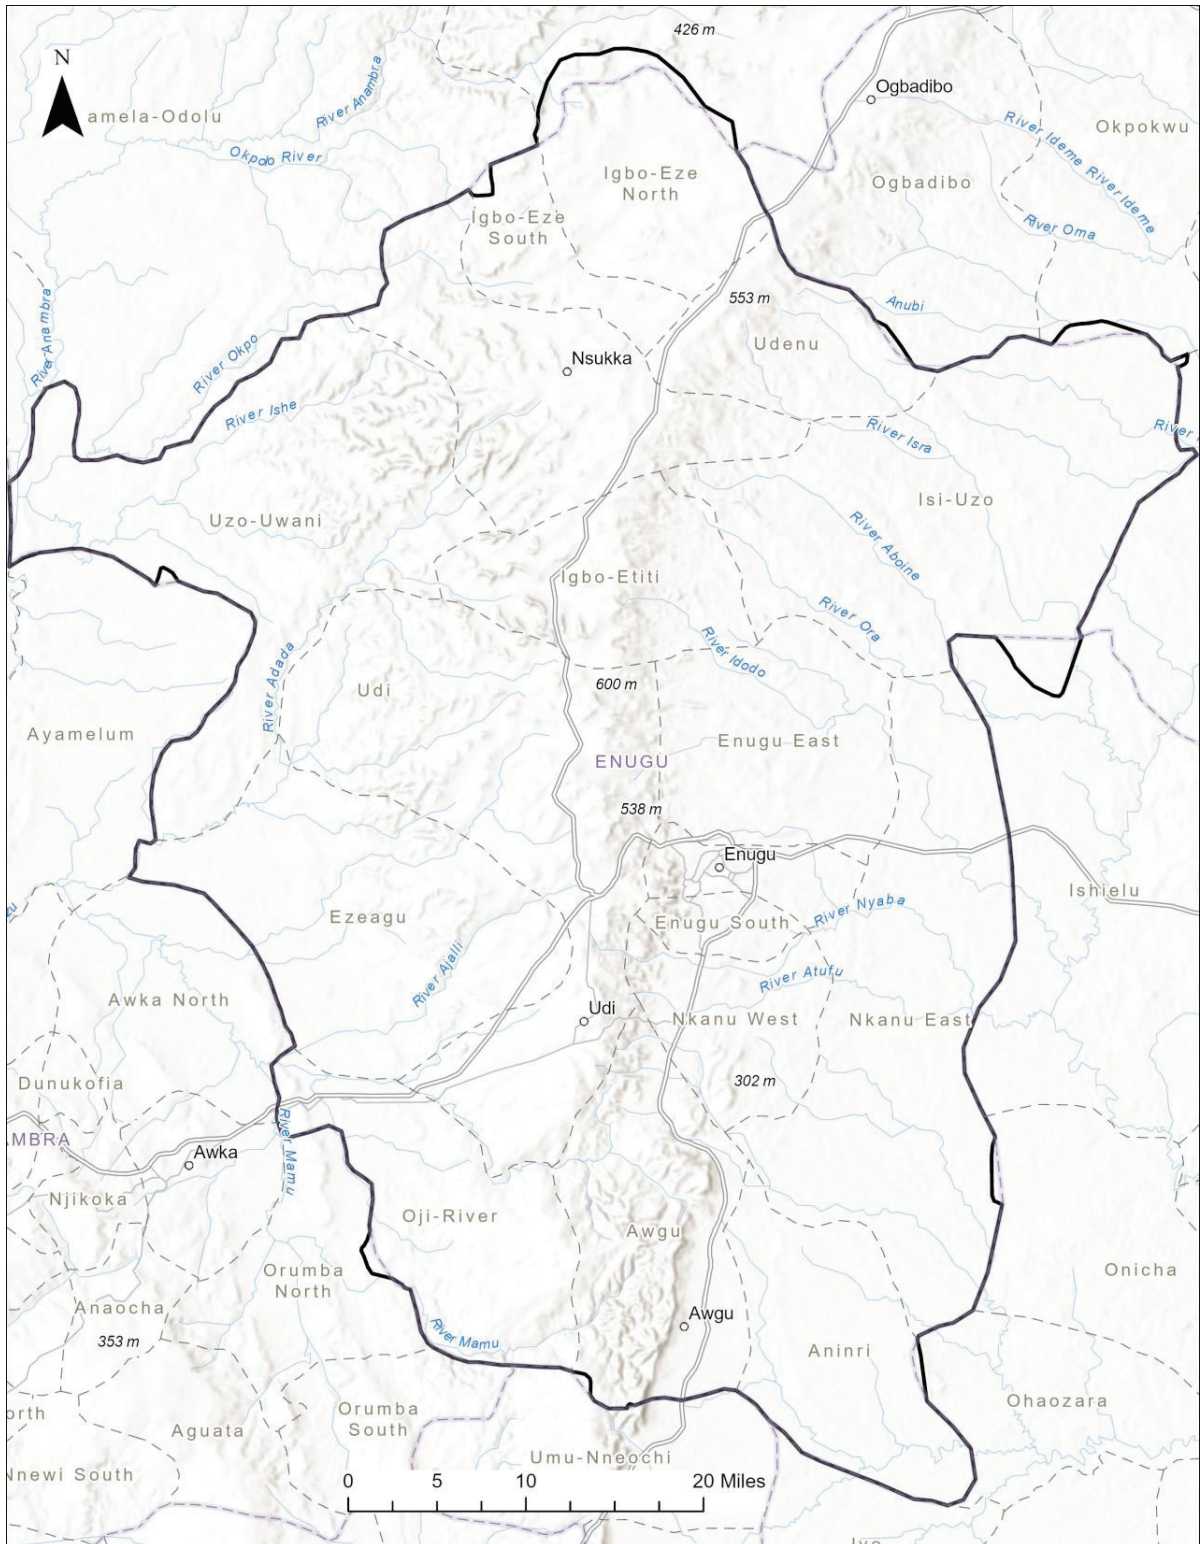 426 m
N
Ogbadibo
River Anambra
amela-Odolu
Okpdo River
River Ideme River Ideme
Okpokwu
Igbo-Eze
North
Ogbadibo
Igbo-Eze
South
River Oma
River Anambra
553 m
Anubi
River Okpo
Nsukka
Udenu
River Ishe
River Isra
River
Uzo-Uwani
Isi-Uzo
River Aboine
Igbo-Etiti
River Ora
River Idodo
River Adada
Udi
600 m
Ayamelum
Enugu East
ENUGU
538 m
Enugu
Ishielu
zu
Ezeagu
Enugu South
River Nyaba
River Ajalli
River Atufu
Awka North
Udi
Nkanu West
Nkanu East
Dunukofia
302 m
MBRA
River Mamu
Awka
Njikoka
Oji-River
Awgu
Orumba
North
Onicha
Anaocha
353 m
Awgu
River Mamu
Aninri
orth
Orumba
South
Ohaozara
Aguata
Umu-Nneochi
Nnewi South
0 5 10 20 Miles